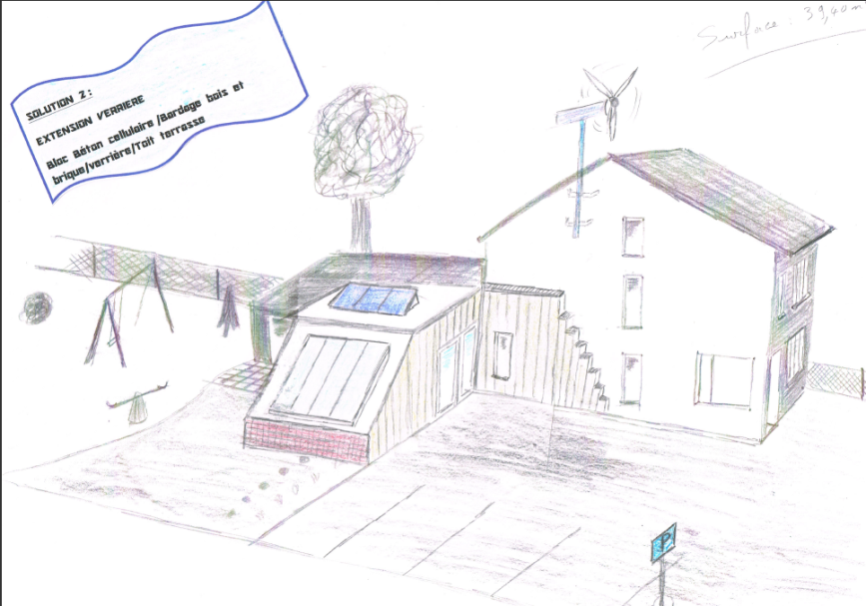 SOLUTION 2 :
EXTENSION VERRIERE
Bloc Béton cellulaire /Bardage bois et
brique/verrière/Toit terrasse
Surface : 39,40 m
P